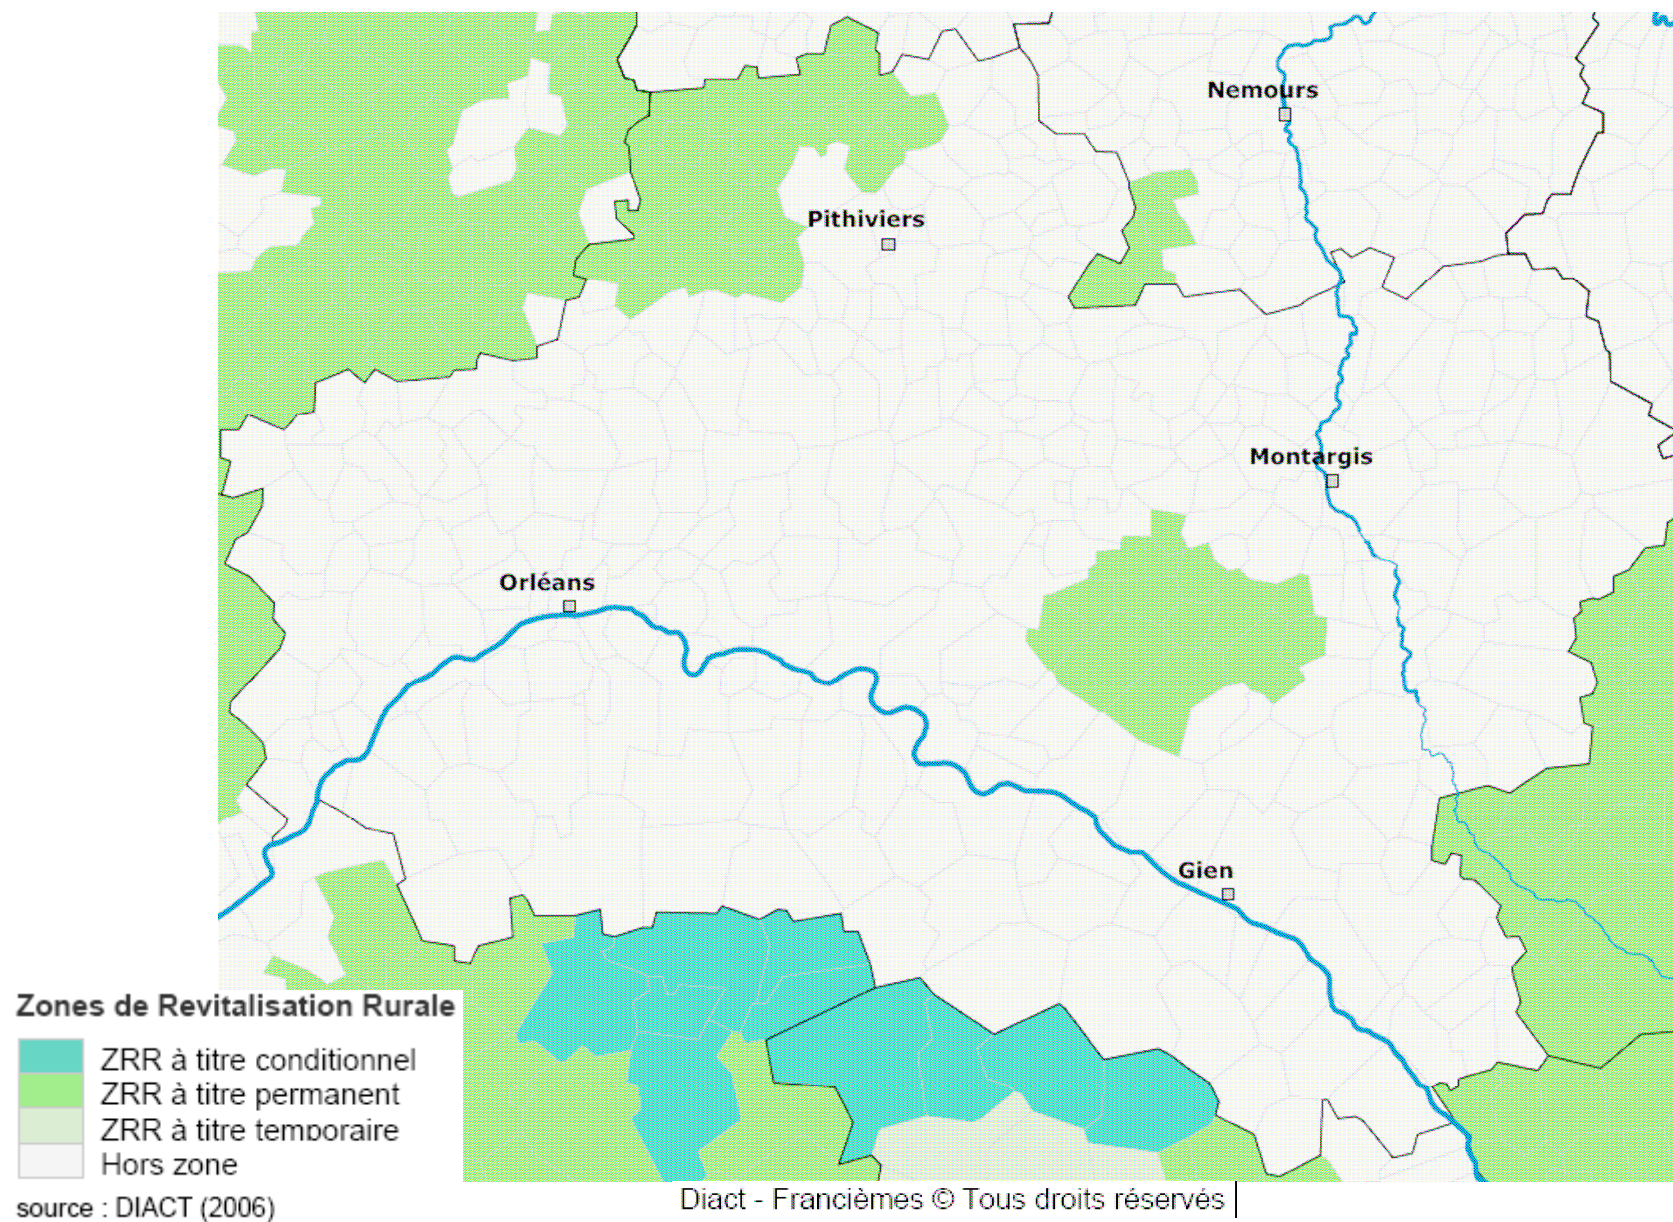 Nemours
Pithiviers
Montargis
Orléans
Gien
Zones de Revitalisation Rurale
ZRR à titre conditionnel
ZRR à titre permanent
ZRR à titre temporaire
Hors zone
source : DIACT (2006)
Diact - Francièmes © Tous droits réservés